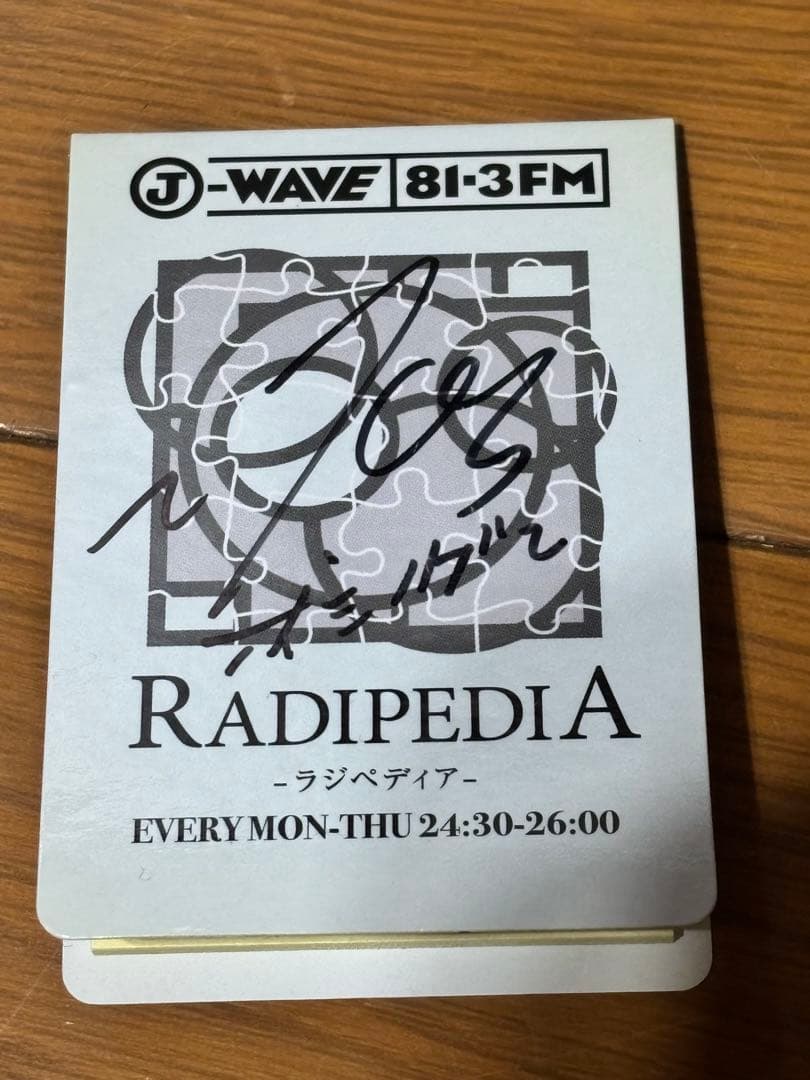 J-WAVE 81.3FM
RADIPEDIA
-ラジペディア-
EVERY MON-THU 24:30-26:00